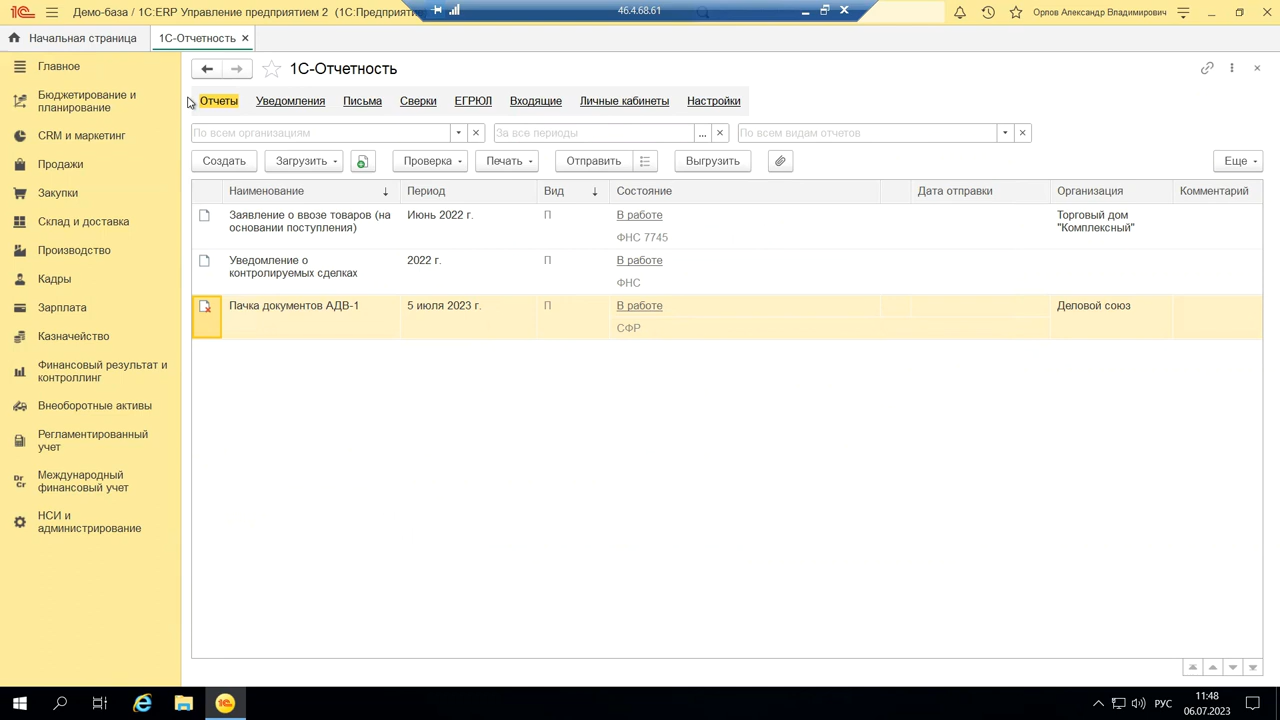 Демо-база / 1С:ERP Управление предприятием 2 (1С:Предприятие
46.4.68.61
Орлов Александр Владимирович
Начальная страница
1С-Отчетность
Главное
Бюджетирование и
планирование
CRM и маркетинг
Продажи
Закупки
Склад и доставка
Производство
Кадры
Зарплата
Казначейство
Финансовый результат и
контроллинг
Внеоборотные активы
Регламентированный
учет
Международный
финансовый учет
НСИ и
администрирование
1С-Отчетность
Отчеты Уведомления Письма Сверки ЕГРЮЛ Входящие Личные кабинеты Настройки
По всем организациям За все периоды ... По всем видам отчетов
Создать Загрузить Проверка Печать Отправить Выгрузить Еще
Наименование Период Вид Состояние Дата отправки Организация Комментарий
Заявление о ввозе товаров (на Июнь 2022 г. П В работе Торговый дом
основании поступления) ФНС 7745 "Комплексный"
Уведомление о 2022 г. П В работе
контролируемых сделках ФНС
Пачка документов АДВ-1 5 июля 2023 г. П В работе Деловой союз
СФР
РУС
11:48
06.07.2023